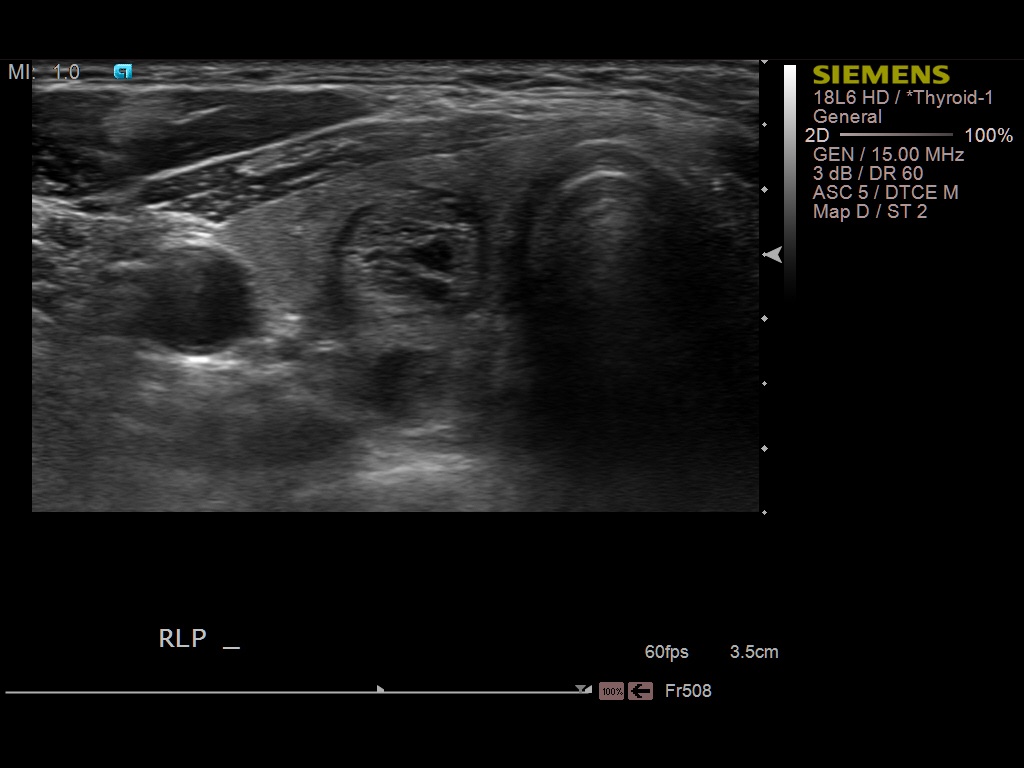 MI: 1.0
SIEMENS
18L6 HD / *Thyroid-1
General
2D 100%
GEN / 15.00 MHz
3 dB / DR 60
ASC 5 / DTCE M
Map D / ST 2
RLP _
60fps 3.5cm
100% Fr508